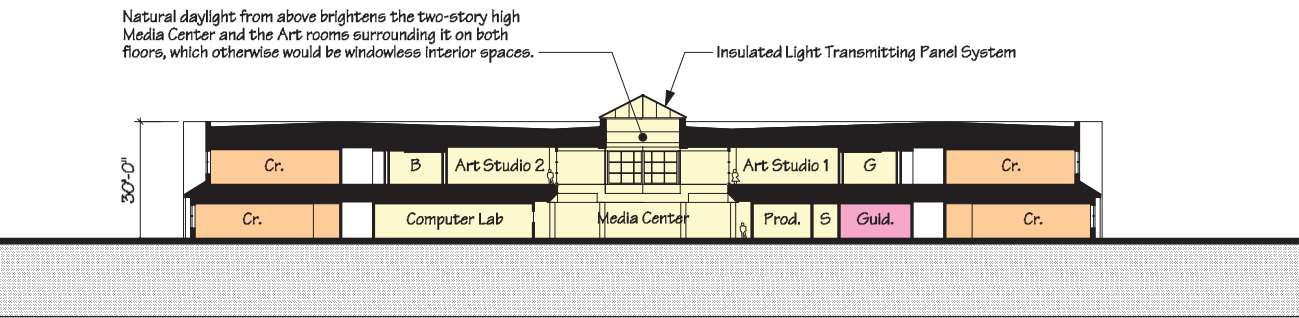 Natural daylight from above brightens the two-story high
Media Center and the Art rooms surrounding it on both
floors, which otherwise would be windowless interior spaces.
Insulated Light Transmitting Panel System
30'-0"
Cr.
B
Art Studio 2
Art Studio 1
G
Cr.
Cr.
Computer Lab
Media Center
Prod.
S
Guid.
Cr.